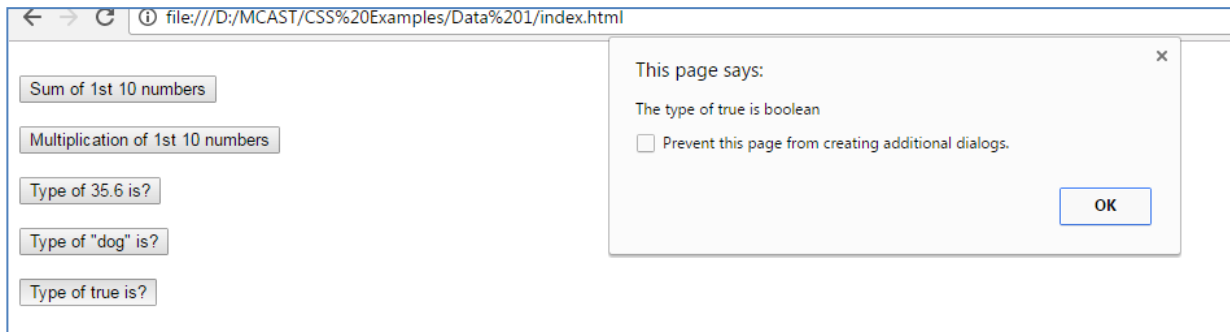 file:///D:/MCAST/CSS%20Examples/Data%201/index.html
This page says:
The type of true is boolean
Prevent this page from creating additional dialogs.
OK
Sum of 1st 10 numbers
Multiplication of 1st 10 numbers
Type of 35.6 is?
Type of "dog" is?
Type of true is?